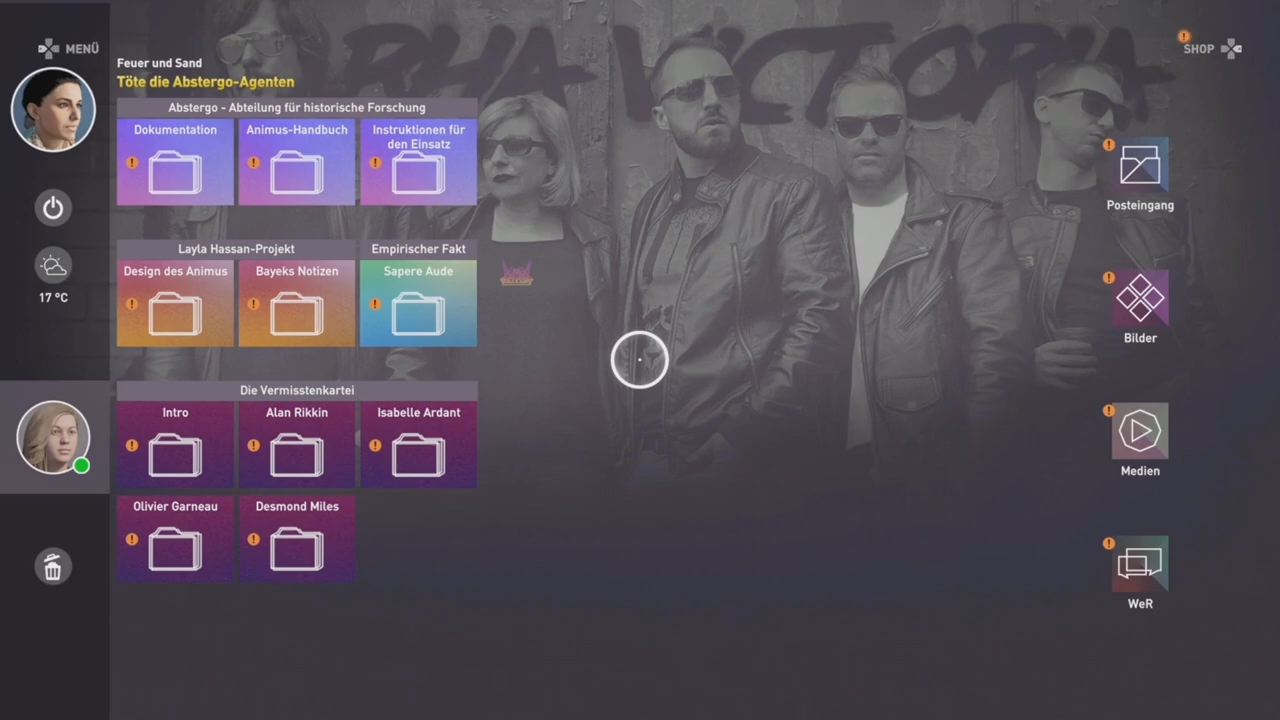 MENÜ
SHOP
Feuer und Sand
Töte die Abstergo-Agenten
Abstergo - Abteilung für historische Forschung
Dokumentation
Animus-Handbuch
Instruktionen für
den Einsatz
Layla Hassan-Projekt
Empirischer Fakt
Design des Animus
Bayeks Notizen
Sapere Aude
Die Vermisstenkartei
Intro
Alan Rikkin
Isabelle Ardant
Olivier Garneau
Desmond Miles
17 °C
Posteingang
Bilder
Medien
WeR
VICTORIA